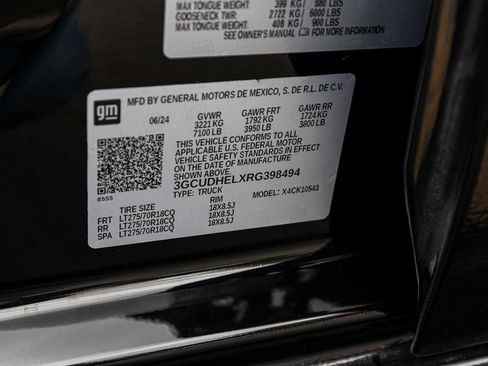 MAX TONGUE WEIGHT: 399 KG/ 880 LBS
GOOSENECK TWR 2722 KG/ 6000 LBS
MAX TONGUE WEIGHT: 408 KG/ 900 LBS
SEE OWNER'S MANUAL FOR MORE INFORMATION
gm
MFD BY GENERAL MOTORS DE MEXICO, S. DE R.L. DE C.V.
06/24 GVWR GAWR FRT GAWR RR
3221 KG 1792 KG 1724 KG
7100 LB 3950 LB 3800 LB
THIS VEHICLE CONFORMS TO ALL
APPLICABLE U.S. FEDERAL MOTOR
VEHICLE SAFETY STANDARDS IN EFFECT
ON THE DATE OF MANUFACTURE
SHOWN ABOVE.
3GCUDHELXRG398494
8555
TYPE: TRUCK MODEL: X4CK10543
TIRE SIZE RIM
FRT LT275/70R18CQ 18X8.5J
RR LT275/70R18CQ 18X8.5J
SPA LT275/70R18CQ 18X8.5J